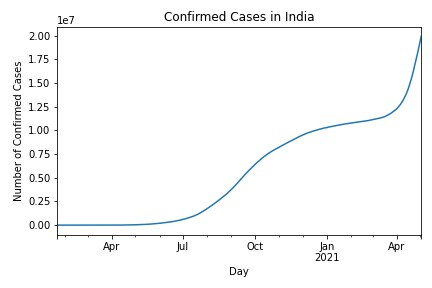 Confirmed Cases in India
1e7
2.00
1.75
1.50
1.25
1.00
0.75
0.50
0.25
0.00
Number of Confirmed Cases
Apr Jul Oct Jan Apr
2021
Day